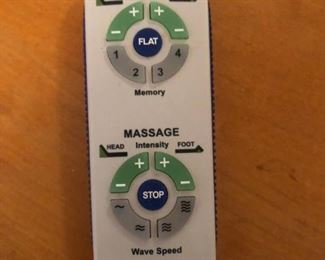 + +
- FLAT -
1 2 3 4
Memory
MASSAGE
HEAD Intensity FOOT
+ +
- STOP -
~ ≈ ≋
Wave Speed